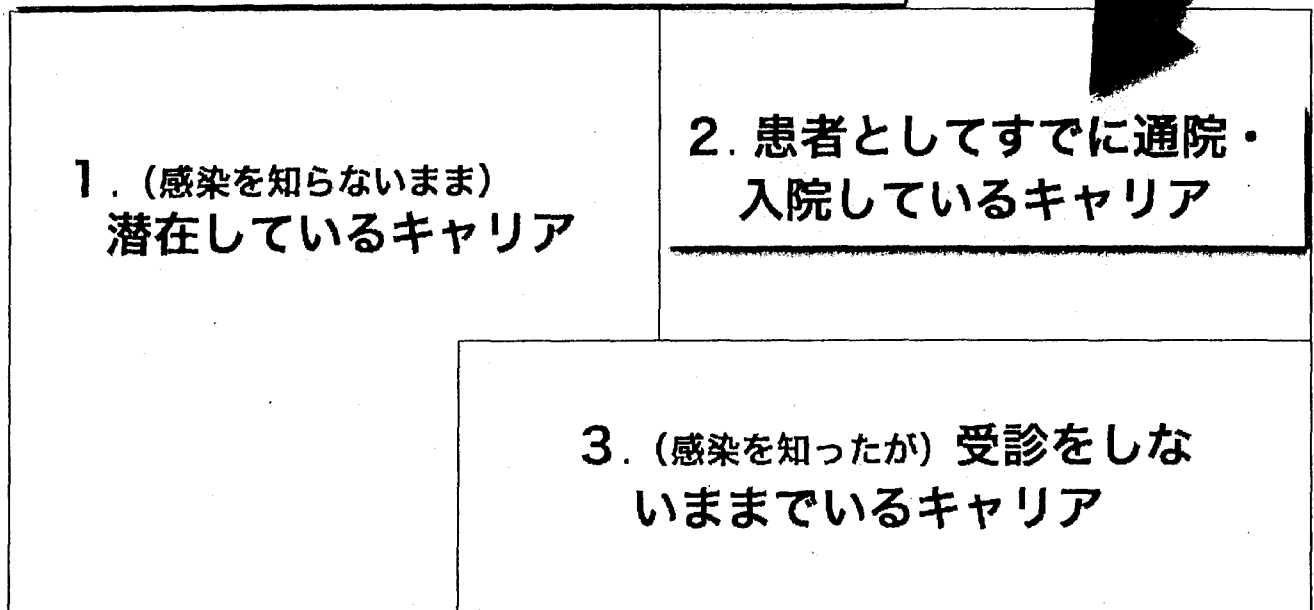 1.(感染を知らないまま)
潜在しているキャリア
2.患者としてすでに通院・
入院しているキャリア
3.(感染を知ったが)受診をしな
いままでいるキャリア